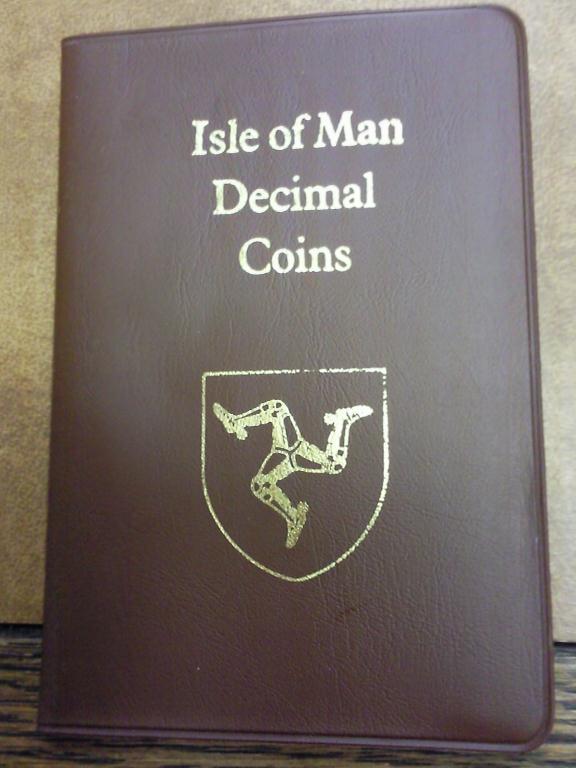 Isle of Man
Decimal
Coins